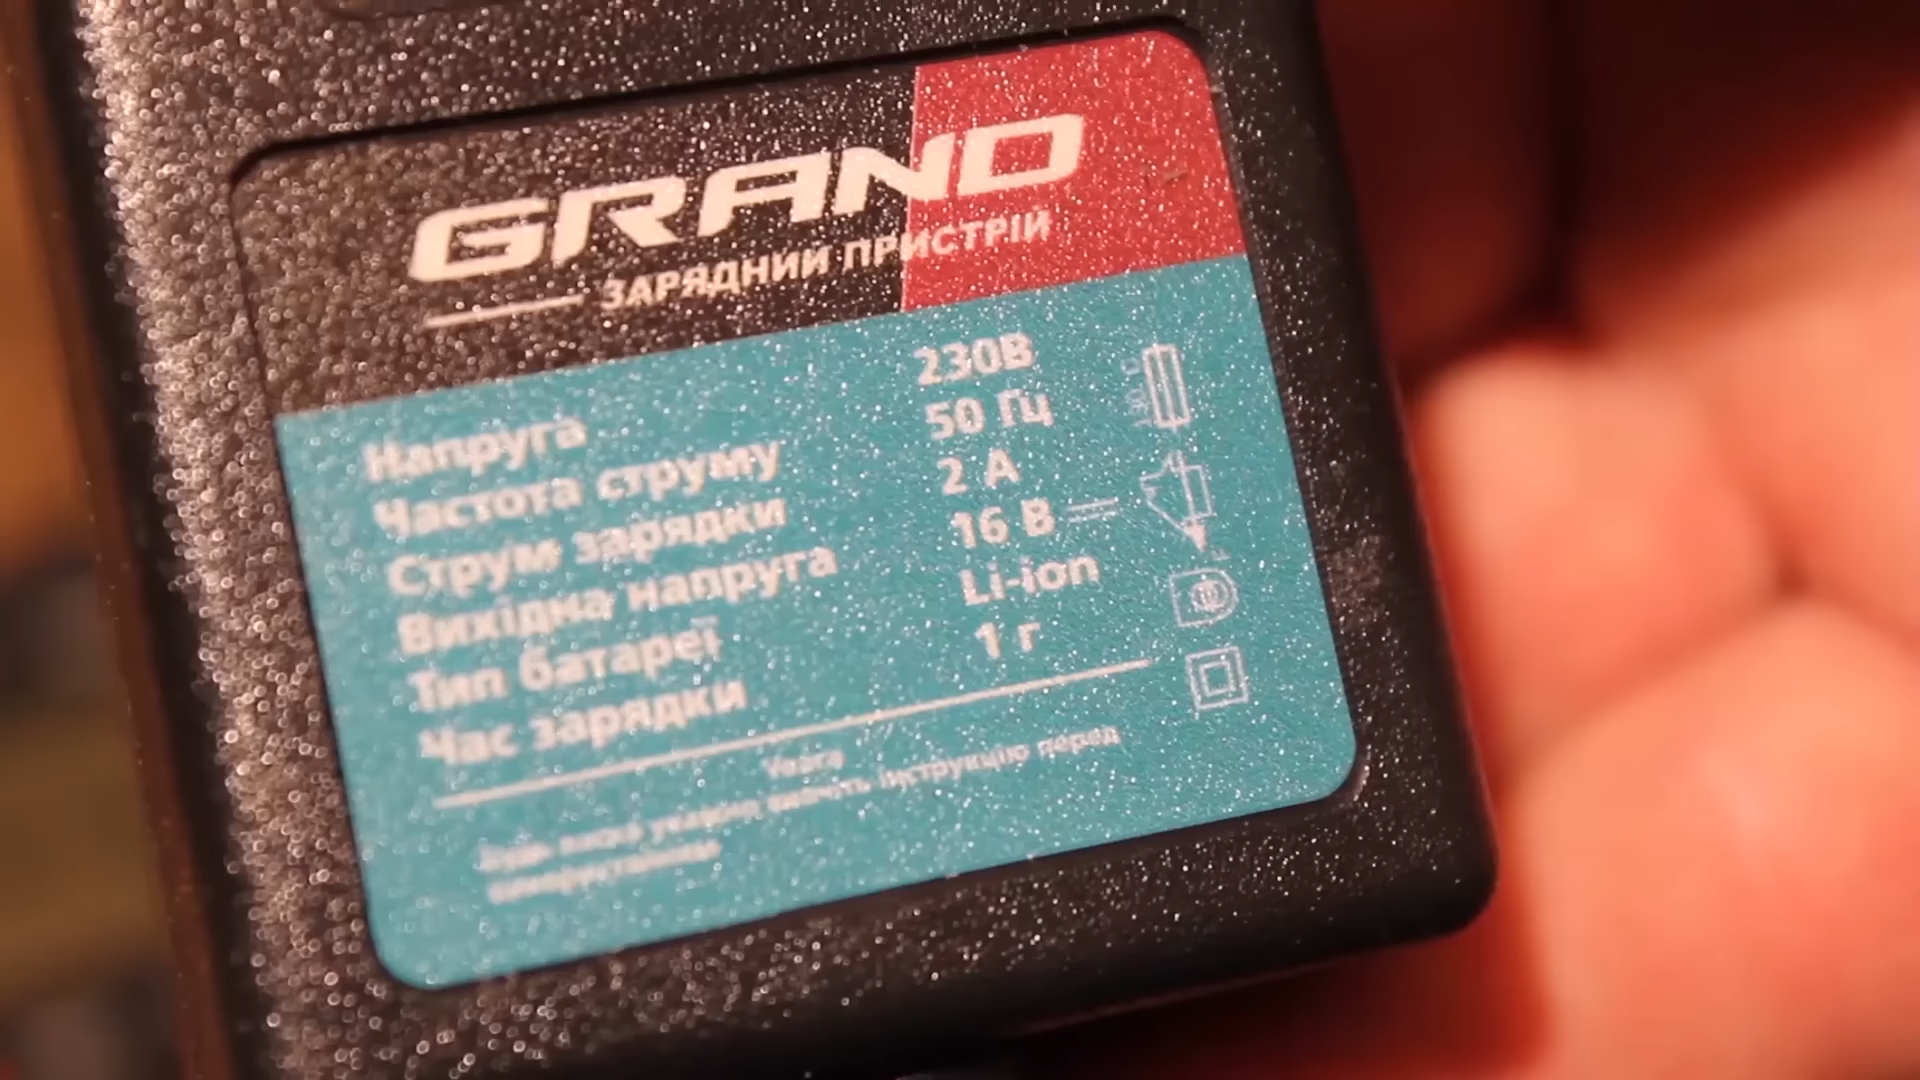 GRAND
ЗАРЯДНИЙ ПРИСТРІЙ
Напруга 230В
Частота струму 50 Гц
Струм зарядки 2 А
Вихідна напруга 16 В
Тип батареї Li-ion
Час зарядки 1 г
Увага
інструкцію перед